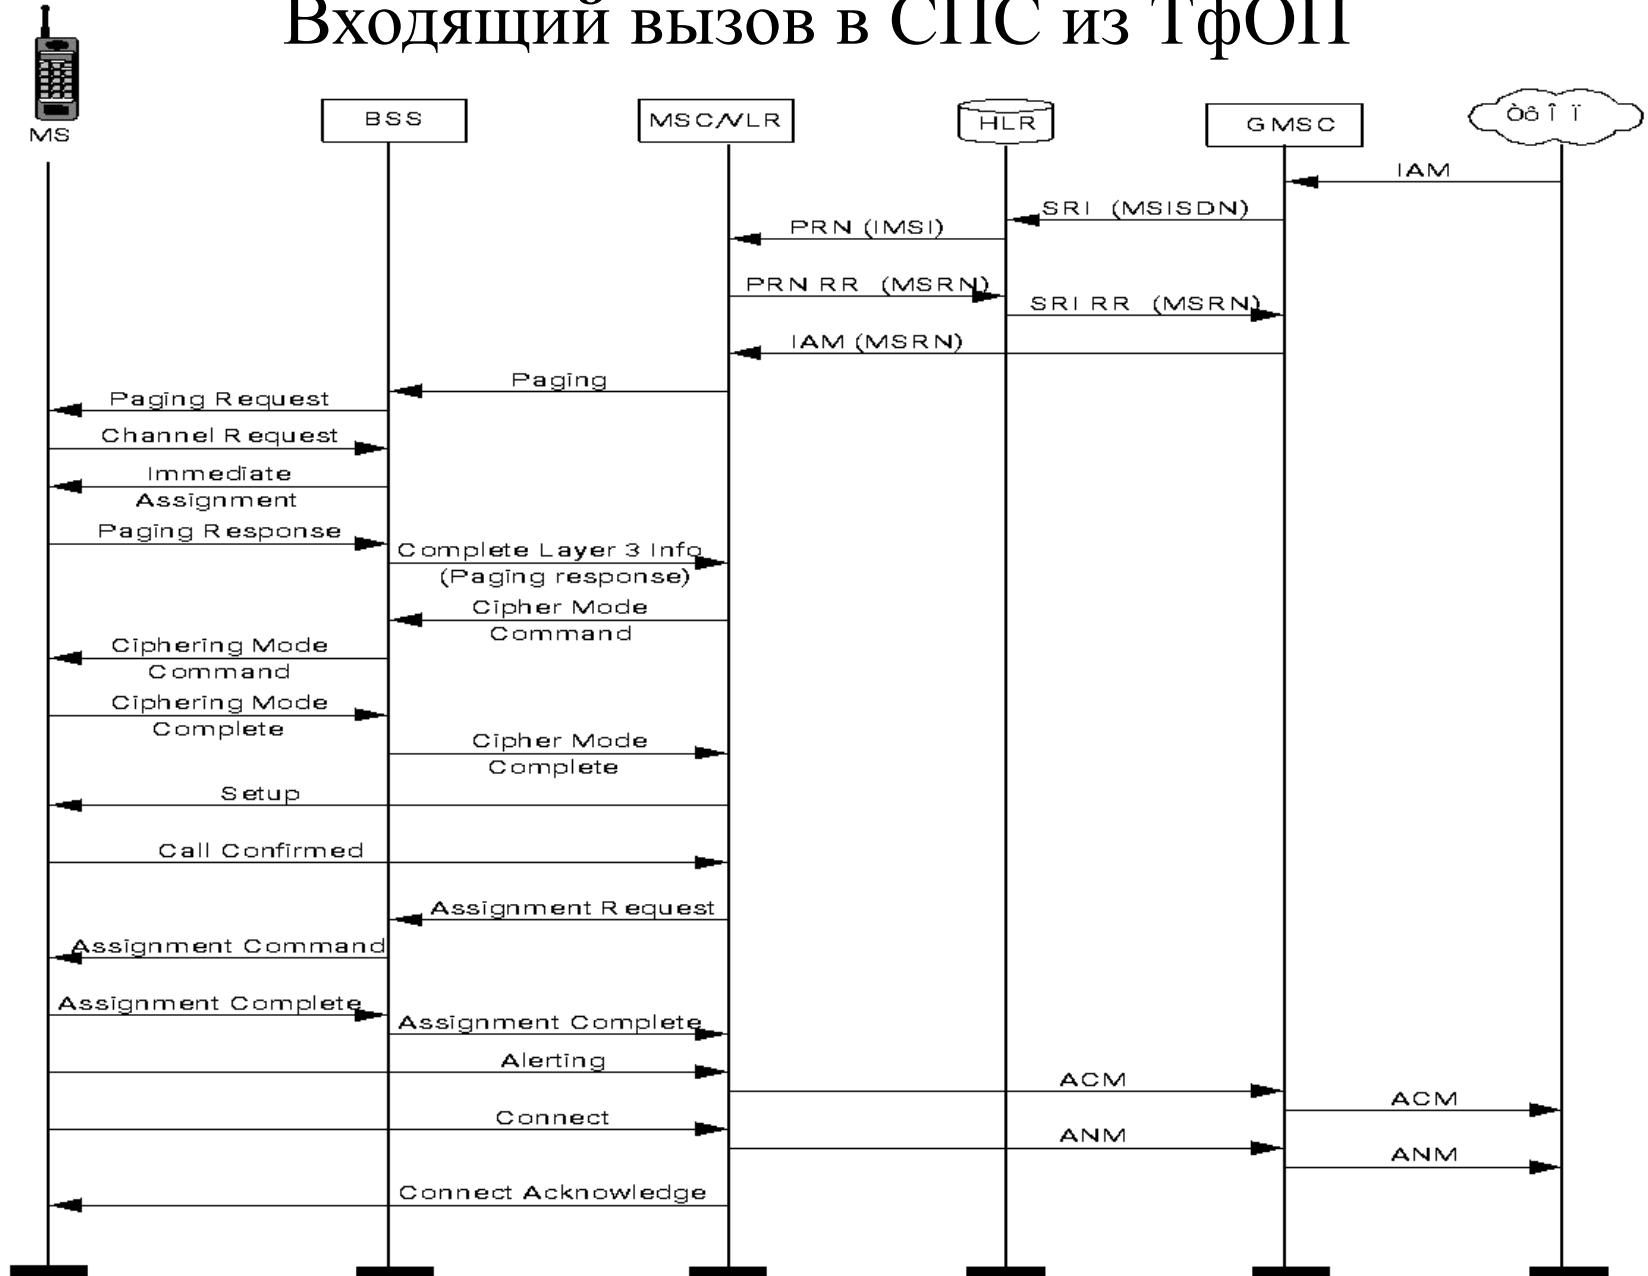 Входящий вызов в СПС из ТфОП
MS
BSS
MSC/VLR
HLR
GMSC
Òô Î Ï
IAM
SRI (MSISDN)
PRN (IMSI)
PRN RR (MSRN)
SRI RR (MSRN)
IAM (MSRN)
Paging
Paging Request
Channel Request
Immediate
Assignment
Paging Response
Complete Layer 3 Info
(Paging response)
Cipher Mode
Command
Ciphering Mode
Command
Ciphering Mode
Complete
Cipher Mode
Complete
Setup
Call Confirmed
Assignment Request
Assignment Command
Assignment Complete
Assignment Complete
Alerting
ACM
ACM
Connect
ANM
ANM
Connect Acknowledge